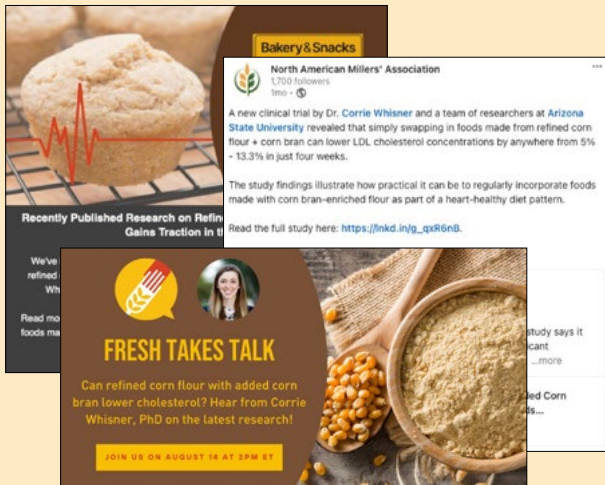 Bakery&Snacks
North American Millers' Association
1,700 followers
1mo •
A new clinical trial by Dr. Corrie Whisner and a team of researchers at Arizona
State University revealed that simply swapping in foods made from refined corn
flour + corn bran can lower LDL cholesterol concentrations by anywhere from 5%
- 13.3% in just four weeks.
The study findings illustrate how practical it can be to regularly incorporate foods
made with corn bran-enriched flour as part of a heart-healthy diet pattern.
Read the full study here: https://lnkd.in/g_qxR6nB.
Recently Published Research on Refin
Gains Traction in th
We've
refined
Wh
Read mo
foods ma
study says it
icant
...more
ded Corn
ds...
FRESH TAKES TALK
Can refined corn flour with added corn
bran lower cholesterol? Hear from Corrie
Whisner, PhD on the latest research!
JOIN US ON AUGUST 14 AT 2PM ET